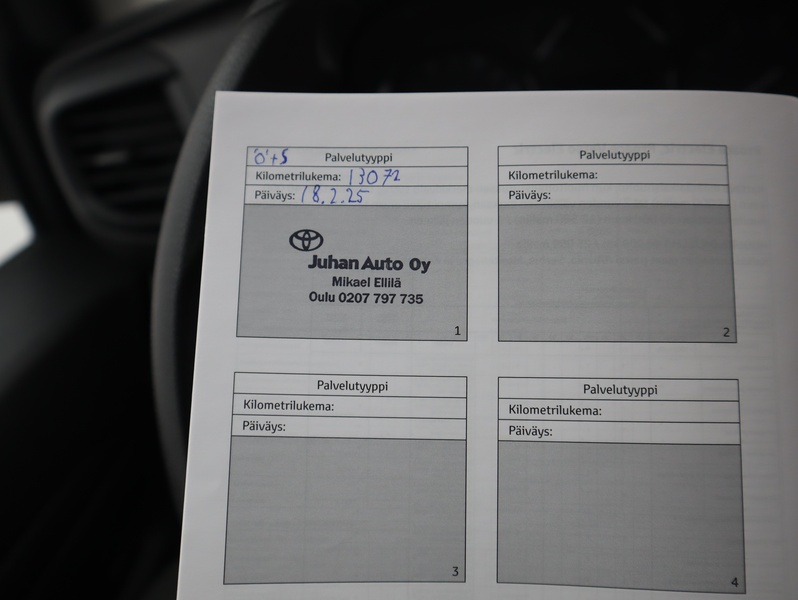 Ö+S Palvelutyyppi
Kilometrilukema: 13072
Päiväys: 18.2.25
Juhan Auto Oy
Mikael Ellilä
Oulu 0207 797 735
1
Palvelutyyppi
Kilometrilukema:
Päiväys:
2
Palvelutyyppi
Kilometrilukema:
Päiväys:
3
Palvelutyyppi
Kilometrilukema:
Päiväys:
4